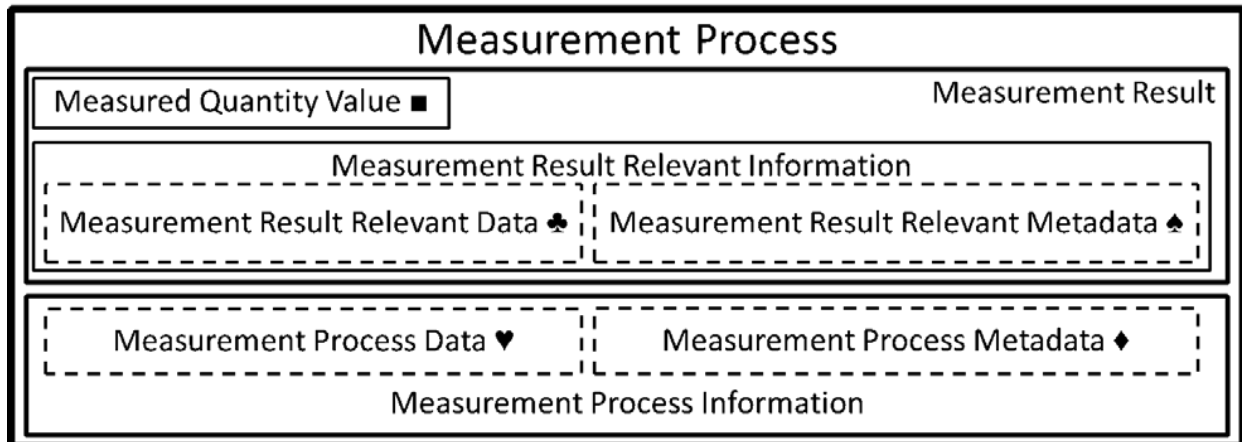 Measurement Process
Measured Quantity Value ■
Measurement Result
Measurement Result Relevant Information
Measurement Result Relevant Data ♣
Measurement Result Relevant Metadata ♠
Measurement Process Data ♥
Measurement Process Metadata ♦
Measurement Process Information